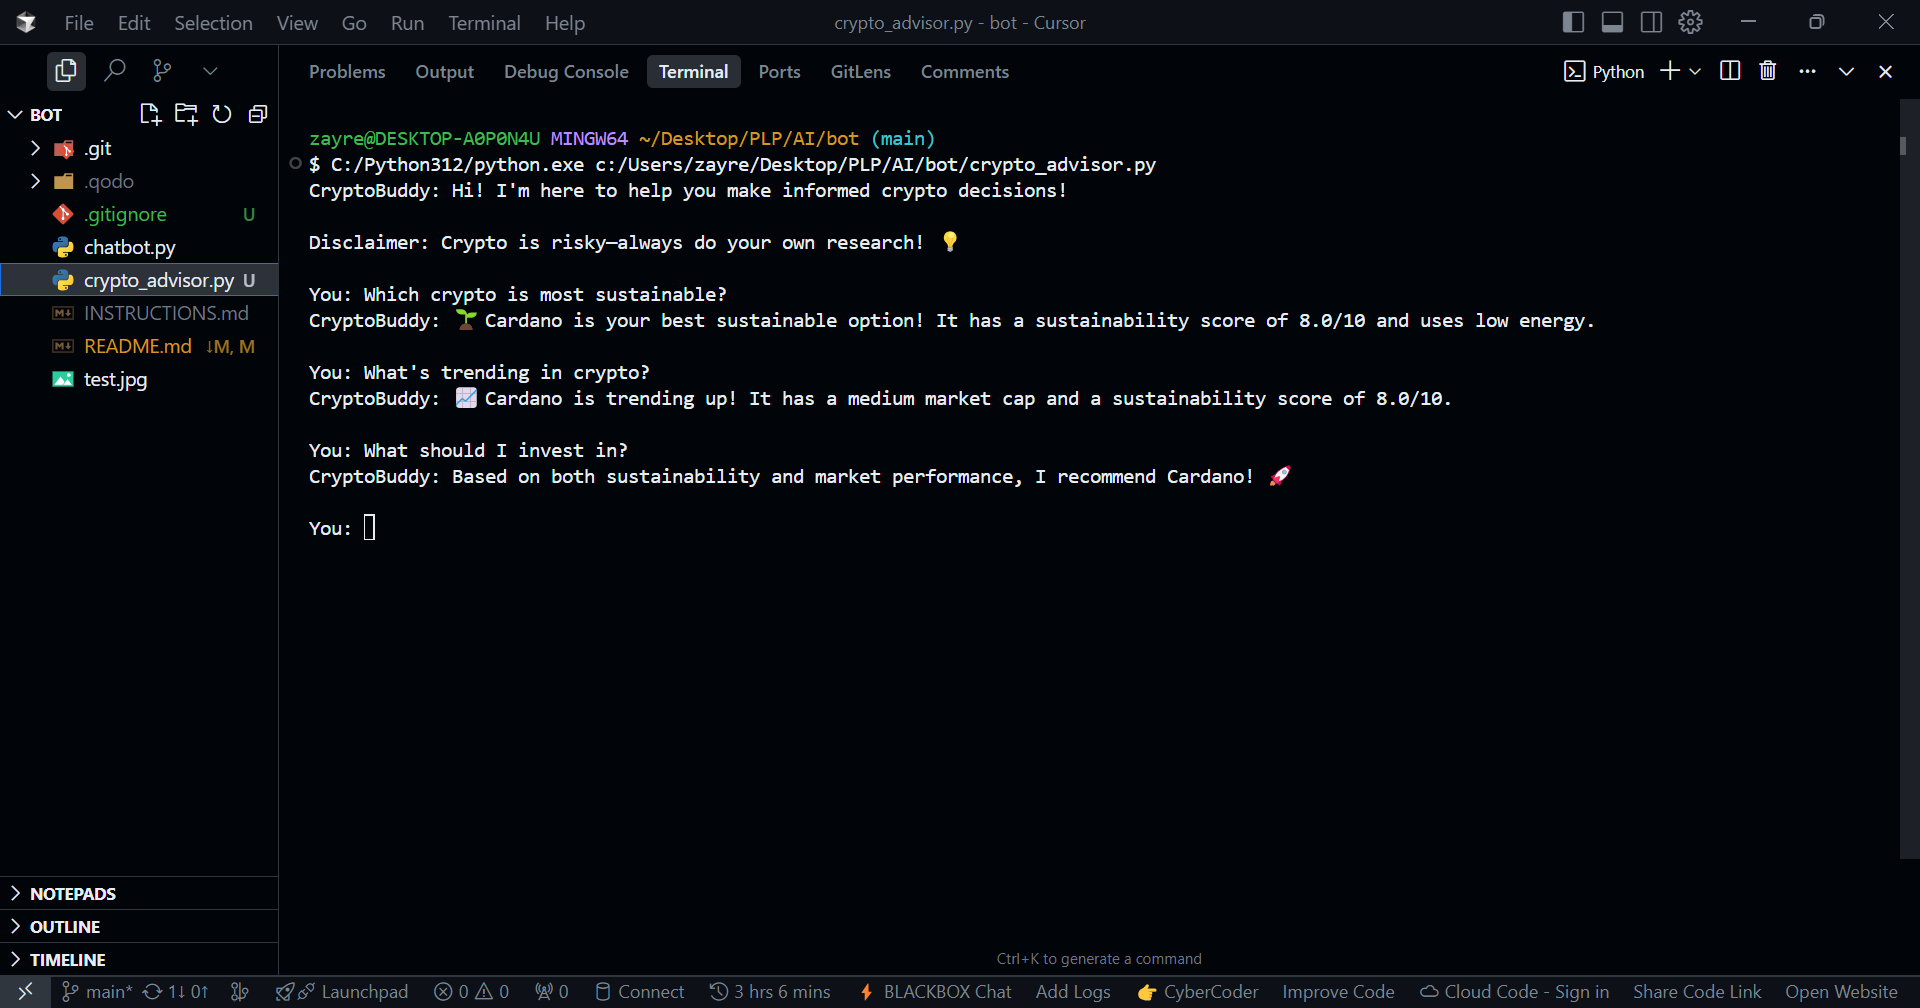 File Edit Selection View Go Run Terminal Help
crypto_advisor.py - bot - Cursor
BOT
.git
.qodo
.gitignore U
chatbot.py
crypto_advisor.py U
INSTRUCTIONS.md
README.md ↓M, M
test.jpg
NOTEPADS
OUTLINE
TIMELINE
Problems Output Debug Console Terminal Ports GitLens Comments
Python
zayre@DESKTOP-A0P0N4U MINGW64 ~/Desktop/PLP/AI/bot (main)
$ C:/Python312/python.exe c:/Users/zayre/Desktop/PLP/AI/bot/crypto_advisor.py
CryptoBuddy: Hi! I'm here to help you make informed crypto decisions!
Disclaimer: Crypto is risky—always do your own research! 💡
You: Which crypto is most sustainable?
CryptoBuddy: 🌱 Cardano is your best sustainable option! It has a sustainability score of 8.0/10 and uses low energy.
You: What's trending in crypto?
CryptoBuddy: 📈 Cardano is trending up! It has a medium market cap and a sustainability score of 8.0/10.
You: What should I invest in?
CryptoBuddy: Based on both sustainability and market performance, I recommend Cardano! 🚀
You:
Ctrl+K to generate a command
main* 1↓ 0↑ Launchpad 0 0 0 Connect 3 hrs 6 mins BLACKBOX Chat Add Logs 👉 CyberCoder Improve Code Cloud Code - Sign in Share Code Link Open Website